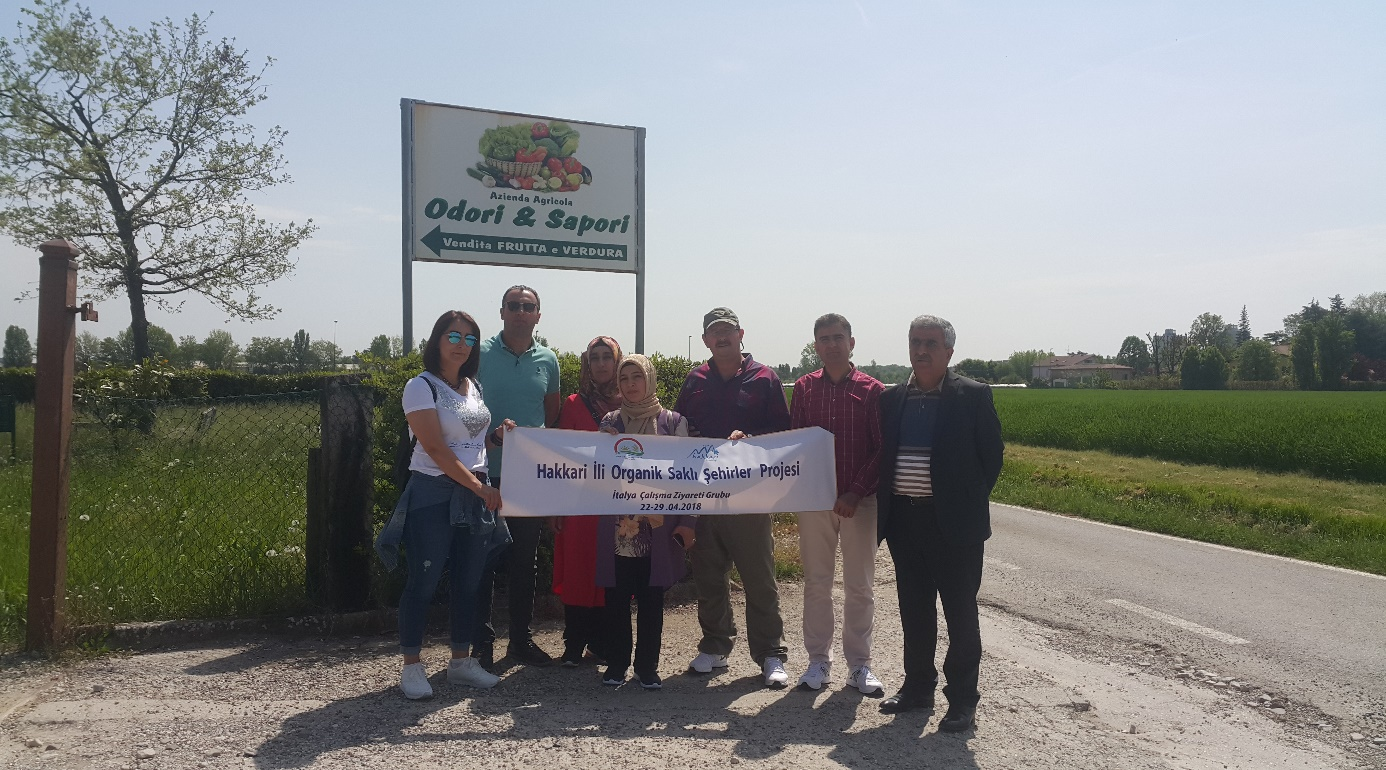 Azienda Agricola
Odori & Sapori
Vendita FRUTTA e VERDURA
Hakkari İli Organik Saklı Şehirler Projesi
İtalya Çalışma Ziyareti Grubu
22-29.04.2018